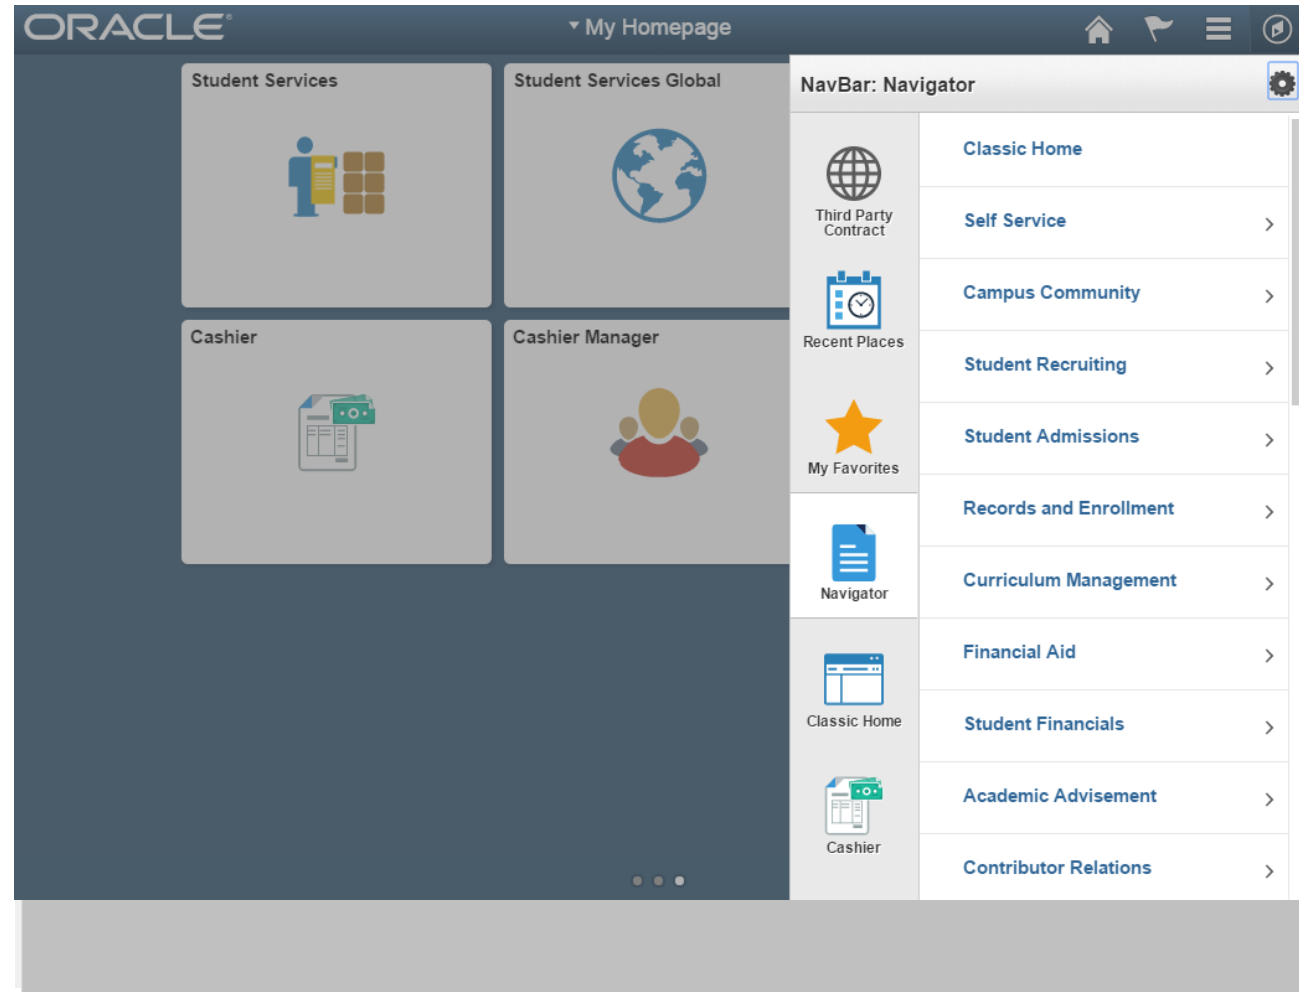 ORACLE
My Homepage
Student Services
Student Services Global
Cashier
Cashier Manager
NavBar: Navigator
Third Party
Contract
Recent Places
My Favorites
Navigator
Classic Home
Cashier
Classic Home
Self Service
Campus Community
Student Recruiting
Student Admissions
Records and Enrollment
Curriculum Management
Financial Aid
Student Financials
Academic Advisement
Contributor Relations